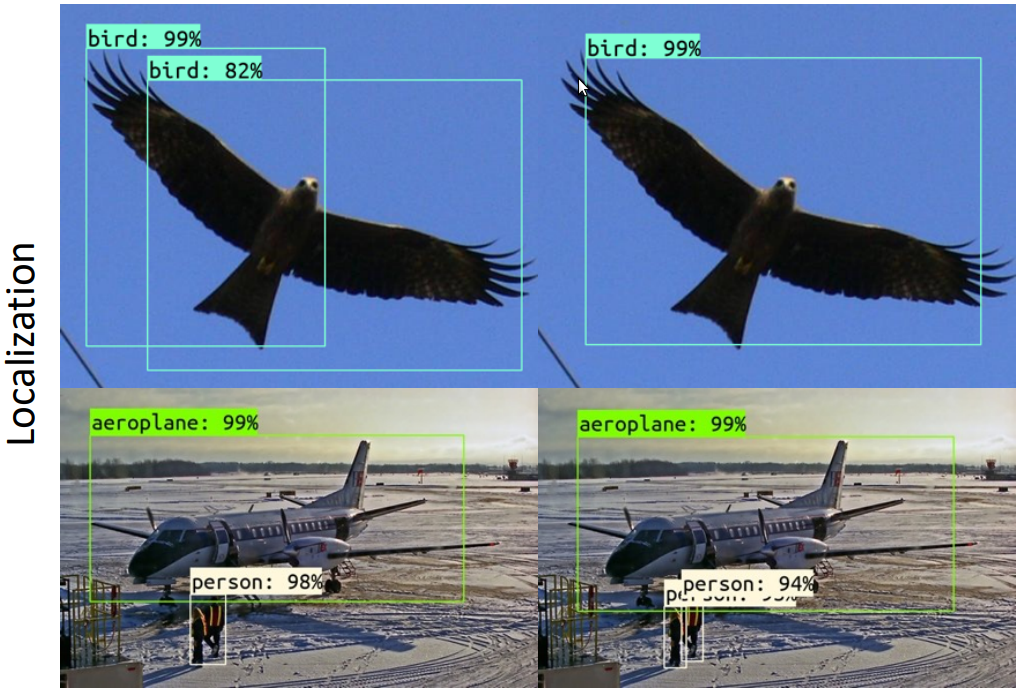 Localization
bird: 99%
bird: 82%
bird: 99%
aeroplane: 99%
person: 98%
aeroplane: 99%
person: 94%